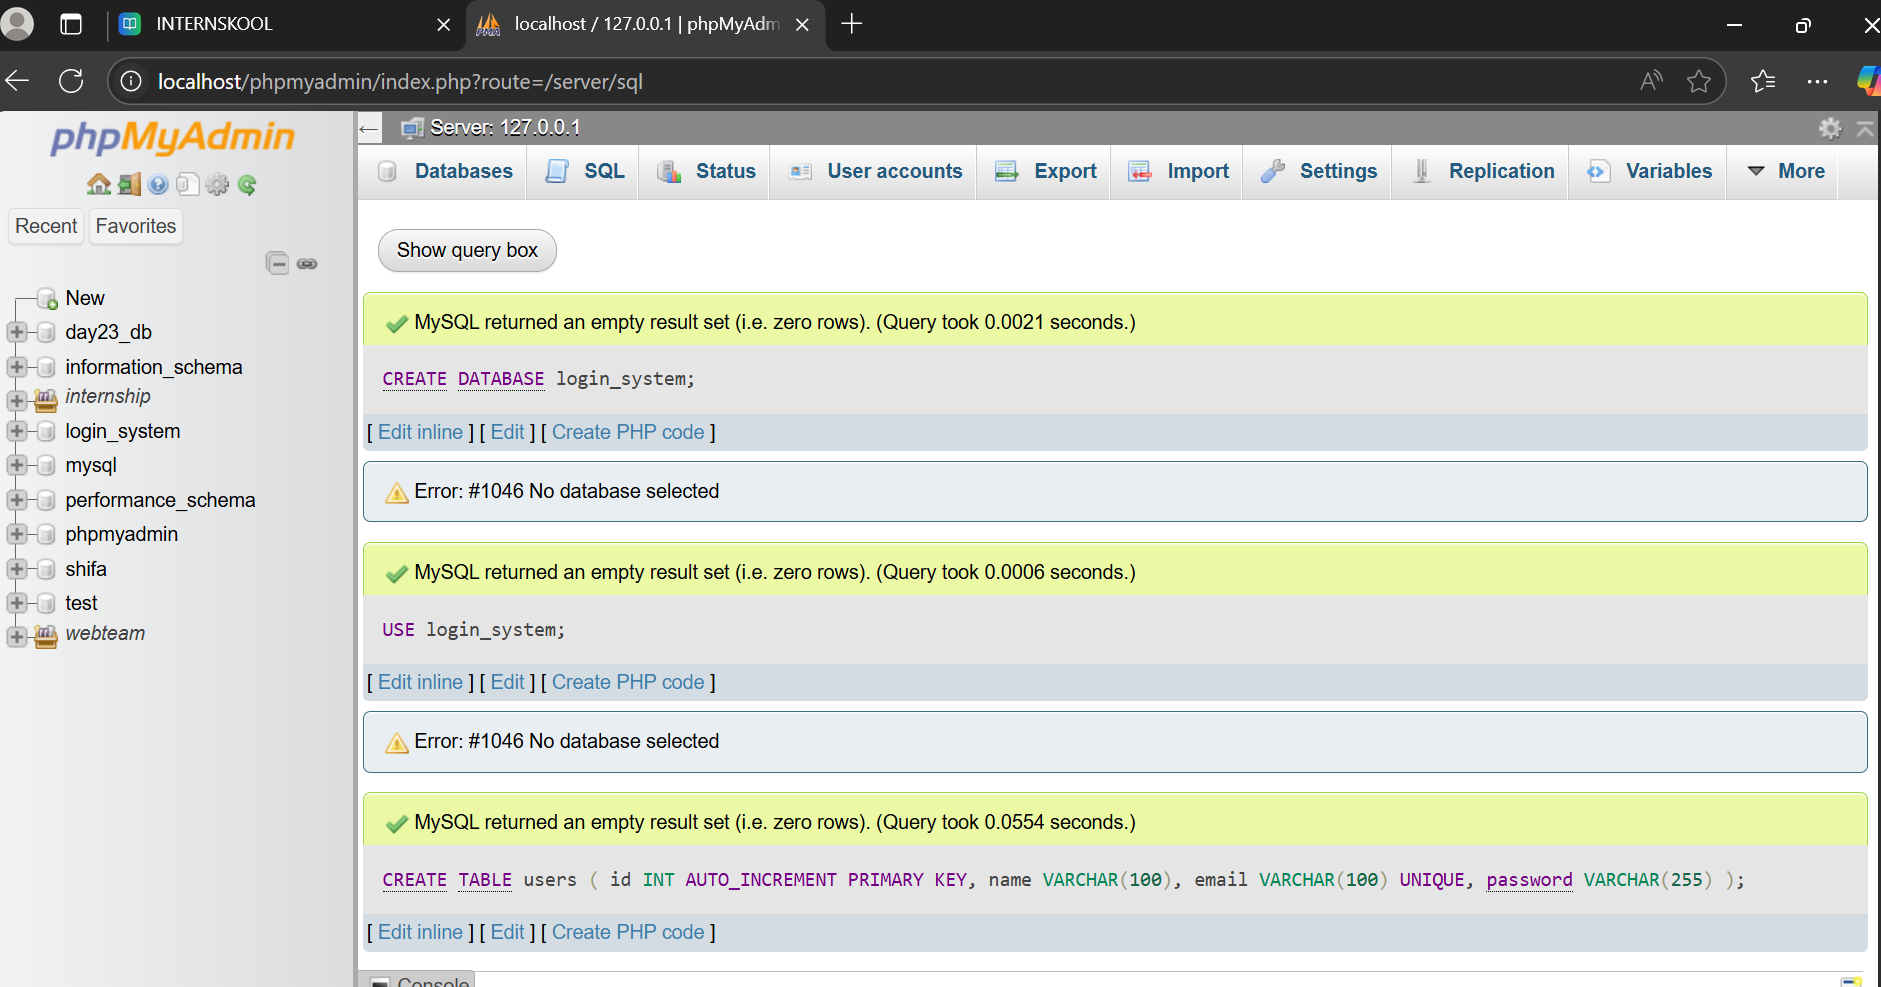 INTERNSKOOL
localhost / 127.0.0.1 | phpMyAdm
localhost/phpmyadmin/index.php?route=/server/sql
phpMyAdmin
Recent
Favorites
New
day23_db
information_schema
internship
login_system
mysql
performance_schema
phpmyadmin
shifa
test
webteam
Server: 127.0.0.1
Databases
SQL
Status
User accounts
Export
Import
Settings
Replication
Variables
More
Show query box
MySQL returned an empty result set (i.e. zero rows). (Query took 0.0021 seconds.)
CREATE DATABASE login_system;
[ Edit inline ] [ Edit ] [ Create PHP code ]
Error: #1046 No database selected
MySQL returned an empty result set (i.e. zero rows). (Query took 0.0006 seconds.)
USE login_system;
[ Edit inline ] [ Edit ] [ Create PHP code ]
Error: #1046 No database selected
MySQL returned an empty result set (i.e. zero rows). (Query took 0.0554 seconds.)
CREATE TABLE users ( id INT AUTO_INCREMENT PRIMARY KEY, name VARCHAR(100), email VARCHAR(100) UNIQUE, password VARCHAR(255) );
[ Edit inline ] [ Edit ] [ Create PHP code ]
Console